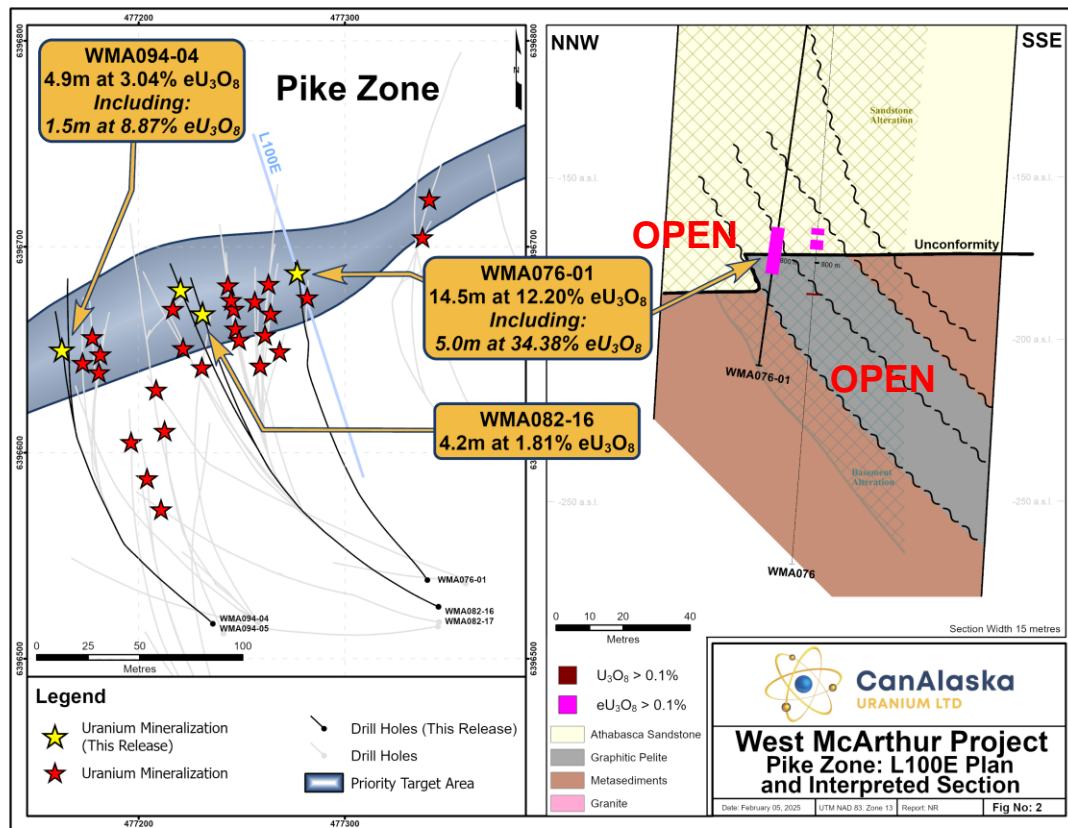 477200
477300
6396800
6396800
WMA094-04
4.9m at 3.04% eU₃O₈
Including:
1.5m at 8.87% eU₃O₈
Pike Zone
L100E
6396700
6396700
WMA076-01
14.5m at 12.20% eU₃O₈
Including:
5.0m at 34.38% eU₃O₈
WMA082-16
4.2m at 1.81% eU₃O₈
6396600
WMA076-01
WMA082-16
WMA082-17
WMA094-04
WMA094-05
0 50 100
Metres
6396500
6396500
Legend
Uranium Mineralization
(This Release)
Uranium Mineralization
Drill Holes (This Release)
Drill Holes
Priority Target Area
477200
477300
NNW
SSE
Sandstone
Alteration
-150 a.s.l.
-150 a.s.l.
OPEN
Unconformity
800 m
800 m
-200 a.s.l.
WMA076-01
OPEN
Basement
Alteration
-250 a.s.l.
-250 a.s.l.
WMA076
0 20 40
Metres
Section Width 15 metres
U₃O₈ > 0.1%
eU₃O₈ > 0.1%
Athabasca Sandstone
Graphitic Pelite
Metasediments
Granite
CanAlaska
URANIUM LTD
West McArthur Project
Pike Zone: L100E Plan
and Interpreted Section
Date: February 05, 2025
UTM NAD 83. Zone 13
Report: NR
Fig No: 2